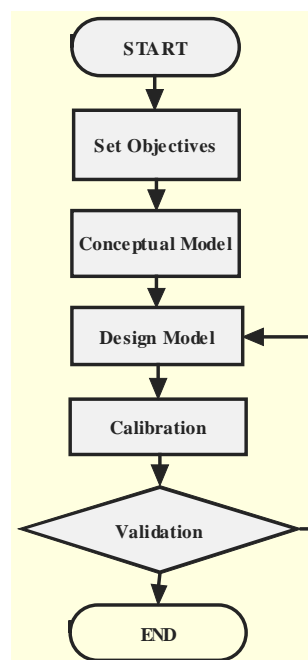 START
Set Objectives
Conceptual Model
Design Model
Calibration
Validation
END